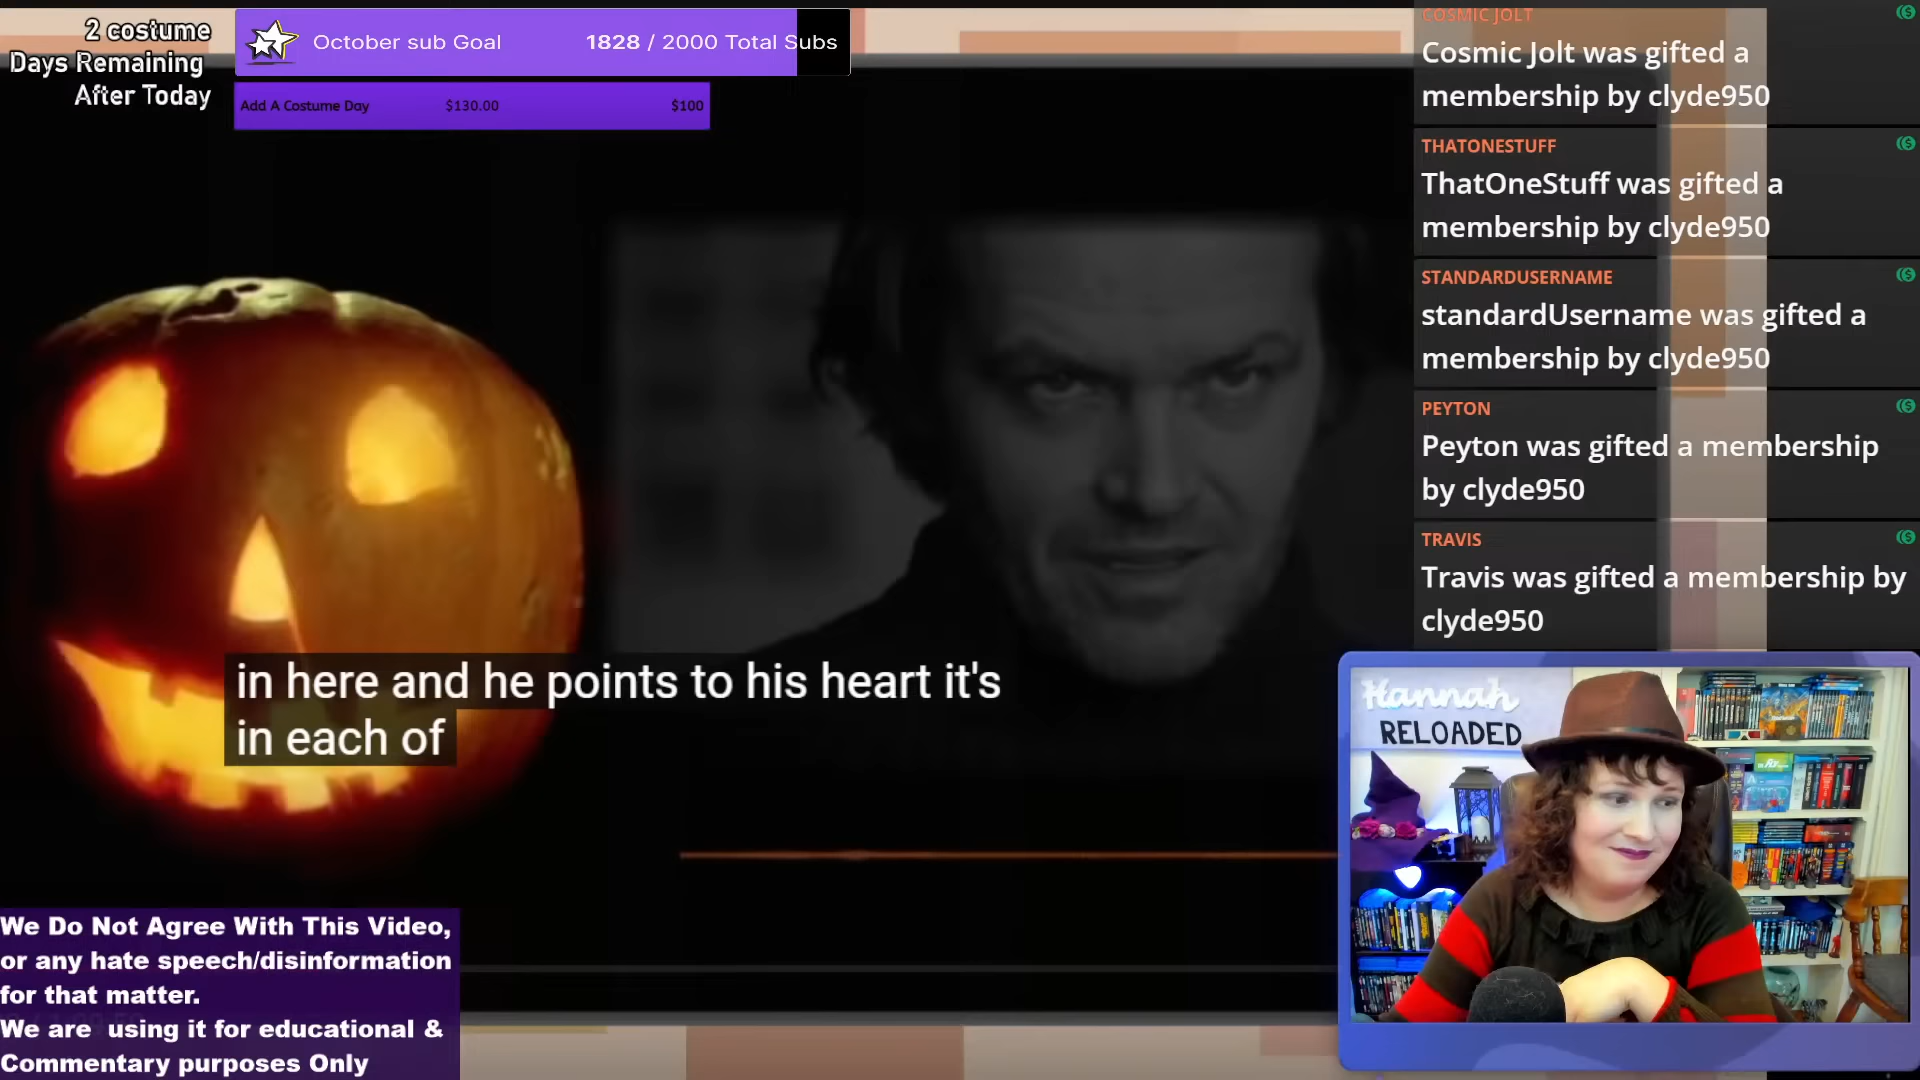 2 costume
Days Remaining
After Today
October sub Goal
1828 / 2000 Total Subs
Add A Costume Day
$130.00
$100
COSMIC JOLT
Cosmic Jolt was gifted a
membership by clyde950
THATONESTUFF
ThatOneStuff was gifted a
membership by clyde950
STANDARDUSERNAME
standardUsername was gifted a
membership by clyde950
PEYTON
Peyton was gifted a membership
by clyde950
TRAVIS
Travis was gifted a membership by
clyde950
in here and he points to his heart it's
in each of
Hannah
RELOADED
We Do Not Agree With This Video,
or any hate speech/disinformation
for that matter.
We are using it for educational &
Commentary purposes Only